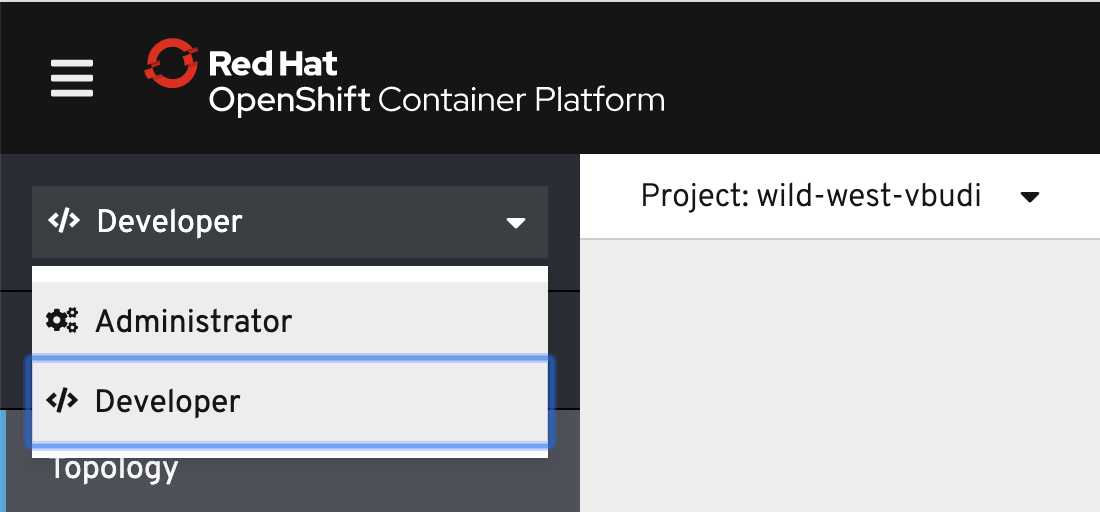 Red Hat
OpenShift Container Platform
Developer
Project: wild-west-vbudi
Administrator
Developer
Topology